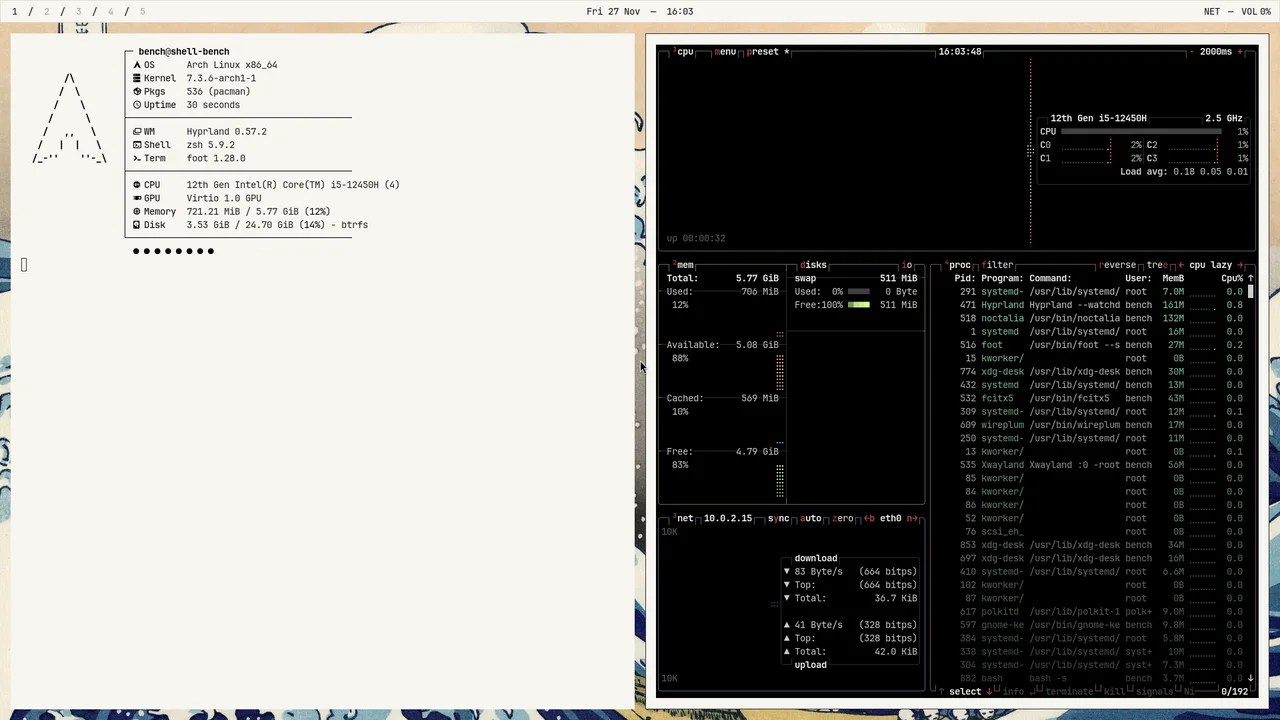 1 / 2 / 3 / 4 / 5
Fri 27 Nov — 16:03
NET — VOL 0%
bench@shell-bench
OS Arch Linux x86_64
Kernel 7.3.6-arch1-1
Pkgs 536 (pacman)
Uptime 30 seconds
WM Hyprland 0.57.2
Shell zsh 5.9.2
Term foot 1.28.0
CPU 12th Gen Intel(R) Core(TM) i5-12450H (4)
GPU Virtio 1.0 GPU
Memory 721.21 MiB / 5.77 GiB (12%)
Disk 3.53 GiB / 24.70 GiB (14%) - btrfs
1cpu menu preset * 16:03:48 - 2000ms +
12th Gen i5-12450H 2.5 GHz
CPU 1%
C0 2% C2 1%
C1 2% C3 1%
Load avg: 0.18 0.05 0.01
up 00:00:32
2mem
Total: 5.77 GiB
Used: 706 MiB
12%
Available: 5.08 GiB
88%
Cached: 569 MiB
10%
Free: 4.79 GiB
83%
disks io
swap 511 MiB
Used: 0% 0 Byte
Free:100% 511 MiB
3net 10.0.2.15 sync auto zero <b eth0 n>
10K
download
▼ 83 Byte/s (664 bitps)
▼ Top: (664 bitps)
▼ Total: 36.7 KiB
▲ 41 Byte/s (328 bitps)
▲ Top: (328 bitps)
▲ Total: 42.0 KiB
upload
10K
4proc filter reverse tree ← cpu lazy →
Pid: Program: Command: User: MemB Cpu% ↑
291 systemd- /usr/lib/systemd/ root 7.0M 0.0
471 Hyprland Hyprland --watchd bench 161M 0.8
518 noctalia /usr/bin/noctalia bench 132M 0.0
1 systemd /usr/lib/systemd/ root 16M 0.0
516 foot /usr/bin/foot --s bench 27M 0.2
15 kworker/ root 0B 0.0
774 xdg-desk /usr/lib/xdg-desk bench 30M 0.0
432 systemd /usr/lib/systemd/ bench 13M 0.0
532 fcitx5 /usr/bin/fcitx5 bench 43M 0.0
309 systemd- /usr/lib/systemd/ root 12M 0.1
609 wireplum /usr/bin/wireplum bench 17M 0.0
250 systemd- /usr/lib/systemd/ root 11M 0.0
13 kworker/ root 0B 0.1
535 Xwayland Xwayland :0 -root bench 56M 0.0
85 kworker/ root 0B 0.0
84 kworker/ root 0B 0.0
86 kworker/ root 0B 0.0
52 kworker/ root 0B 0.0
76 scsi_eh_ root 0B 0.0
853 xdg-desk /usr/lib/xdg-desk bench 34M 0.0
697 xdg-desk /usr/lib/xdg-desk bench 16M 0.0
410 systemd- /usr/lib/systemd/ root 6.6M 0.0
102 kworker/ root 0B 0.0
87 kworker/ root 0B 0.0
617 polkitd /usr/lib/polkit-1 polk+ 9.0M 0.0
597 gnome-ke /usr/bin/gnome-ke bench 9.8M 0.0
384 systemd- /usr/lib/systemd/ root 5.8M 0.0
338 systemd- /usr/lib/systemd/ syst+ 10M 0.0
304 systemd- /usr/lib/systemd/ syst+ 7.3M 0.0
882 bash bash -s bench 3.7M 0.0 ↓
↑ select ↓ info ↵ terminate kill signals Ni 0/192